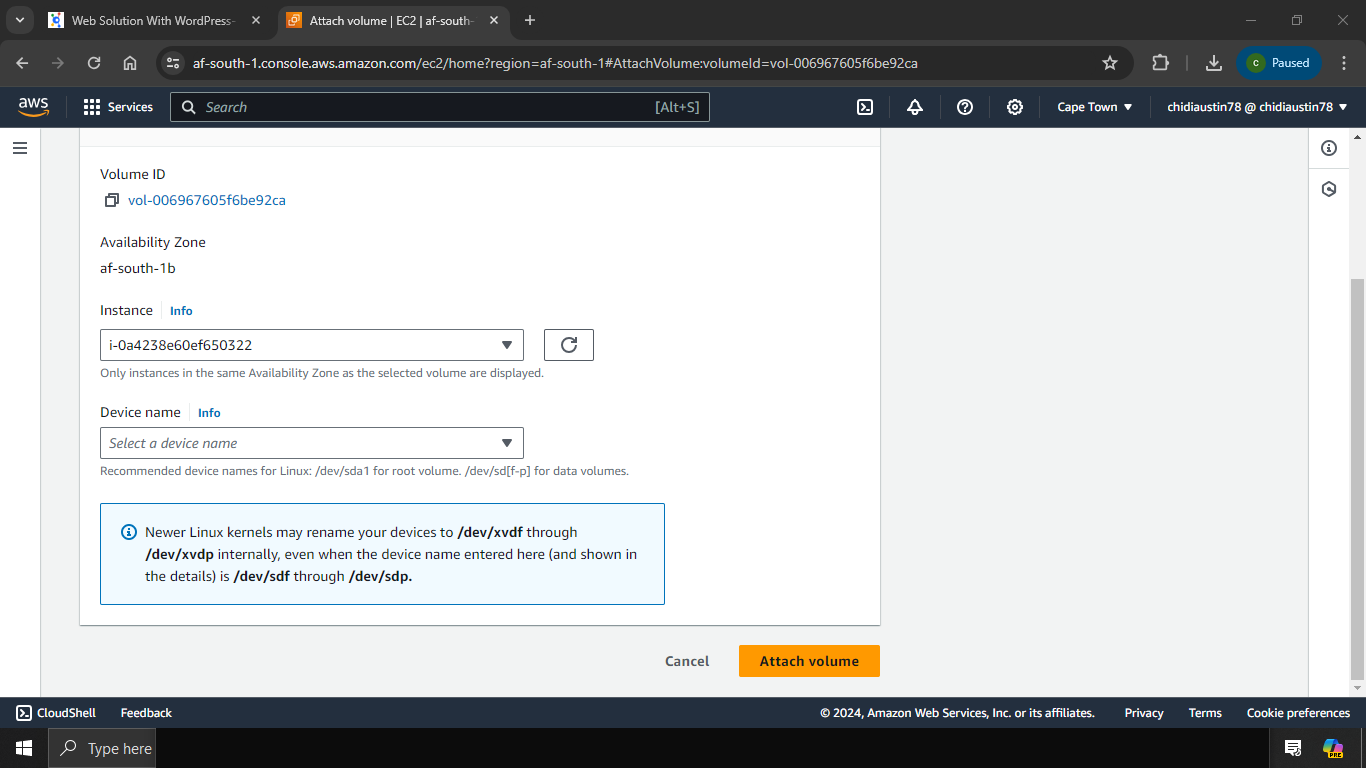 Web Solution With WordPress-
Attach volume | EC2 | af-south-
af-south-1.console.aws.amazon.com/ec2/home?region=af-south-1#AttachVolume:volumeId=vol-006967605f6be92ca
c
Paused
aws
Services
Search
[Alt+S]
Cape Town
chidiaustin78 @ chidiaustin78
Volume ID
vol-006967605f6be92ca
Availability Zone
af-south-1b
Instance
Info
i-0a4238e60ef650322
Only instances in the same Availability Zone as the selected volume are displayed.
Device name
Info
Select a device name
Recommended device names for Linux: /dev/sda1 for root volume. /dev/sd[f-p] for data volumes.
Newer Linux kernels may rename your devices to /dev/xvdf through
/dev/xvdp internally, even when the device name entered here (and shown in
the details) is /dev/sdf through /dev/sdp.
Cancel
Attach volume
CloudShell
Feedback
© 2024, Amazon Web Services, Inc. or its affiliates.
Privacy
Terms
Cookie preferences
Type here
PRE